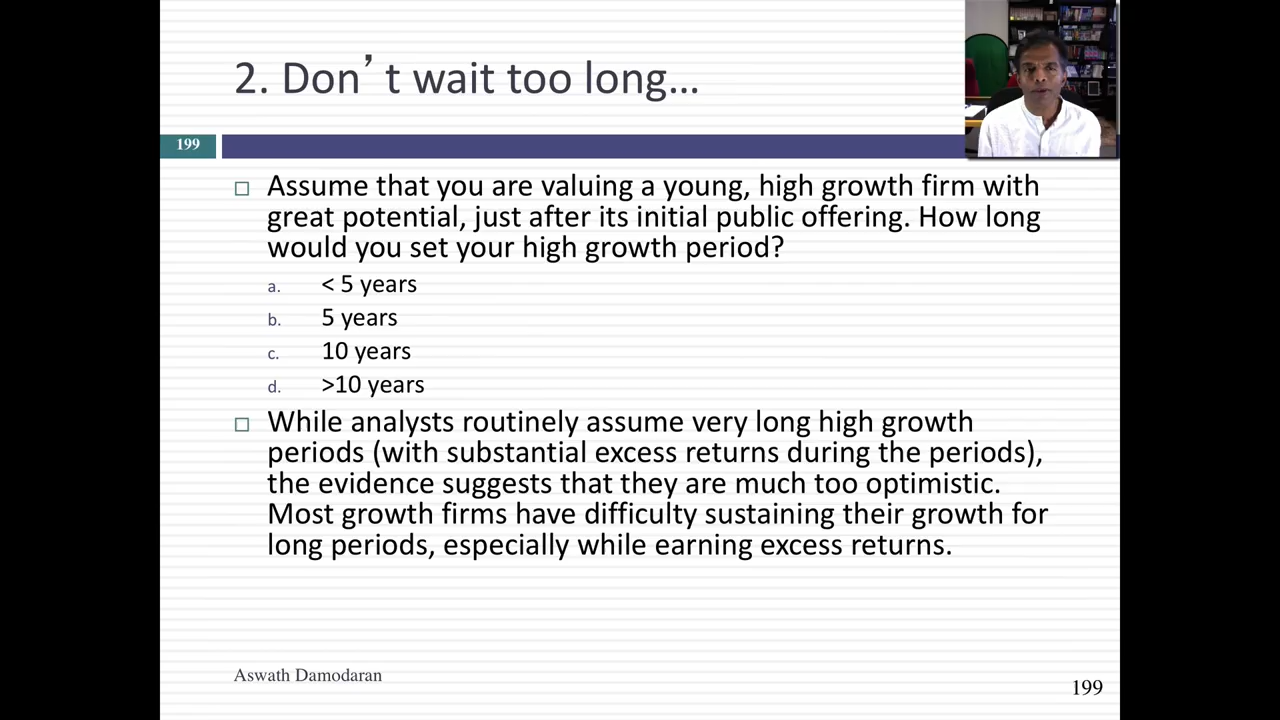 2. Don’t wait too long…
199
Assume that you are valuing a young, high growth firm with
great potential, just after its initial public offering. How long
would you set your high growth period?
a. < 5 years
b. 5 years
c. 10 years
d. >10 years
While analysts routinely assume very long high growth
periods (with substantial excess returns during the periods),
the evidence suggests that they are much too optimistic.
Most growth firms have difficulty sustaining their growth for
long periods, especially while earning excess returns.
Aswath Damodaran
199